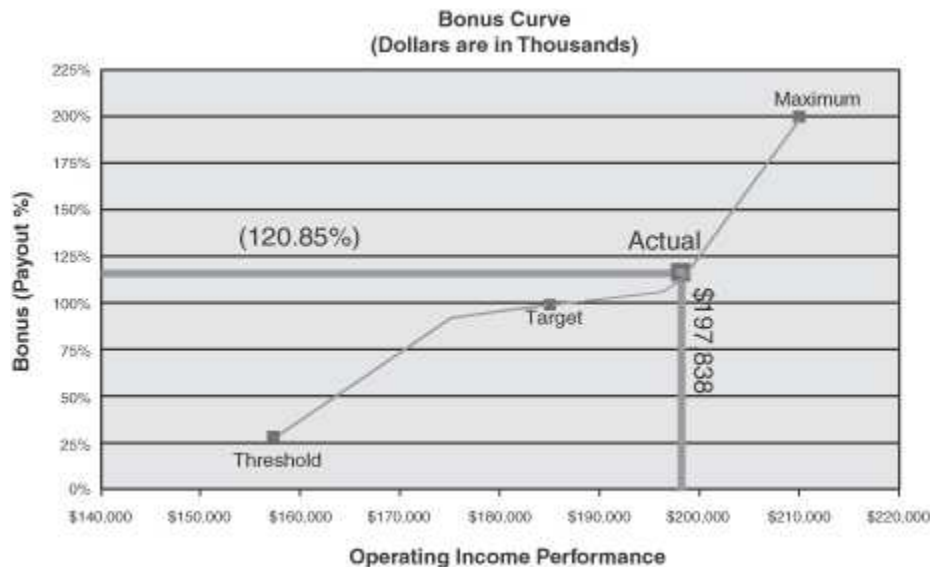 Bonus Curve
(Dollars are in Thousands)
225%
200%
175%
150%
125%
100%
75%
50%
25%
0%
Bonus (Payout %)
Maximum
(120.85%)
Actual
Target
$197,838
Threshold
$140,000 $150,000 $160,000 $170,000 $180,000 $190,000 $200,000 $210,000 $220,000
Operating Income Performance